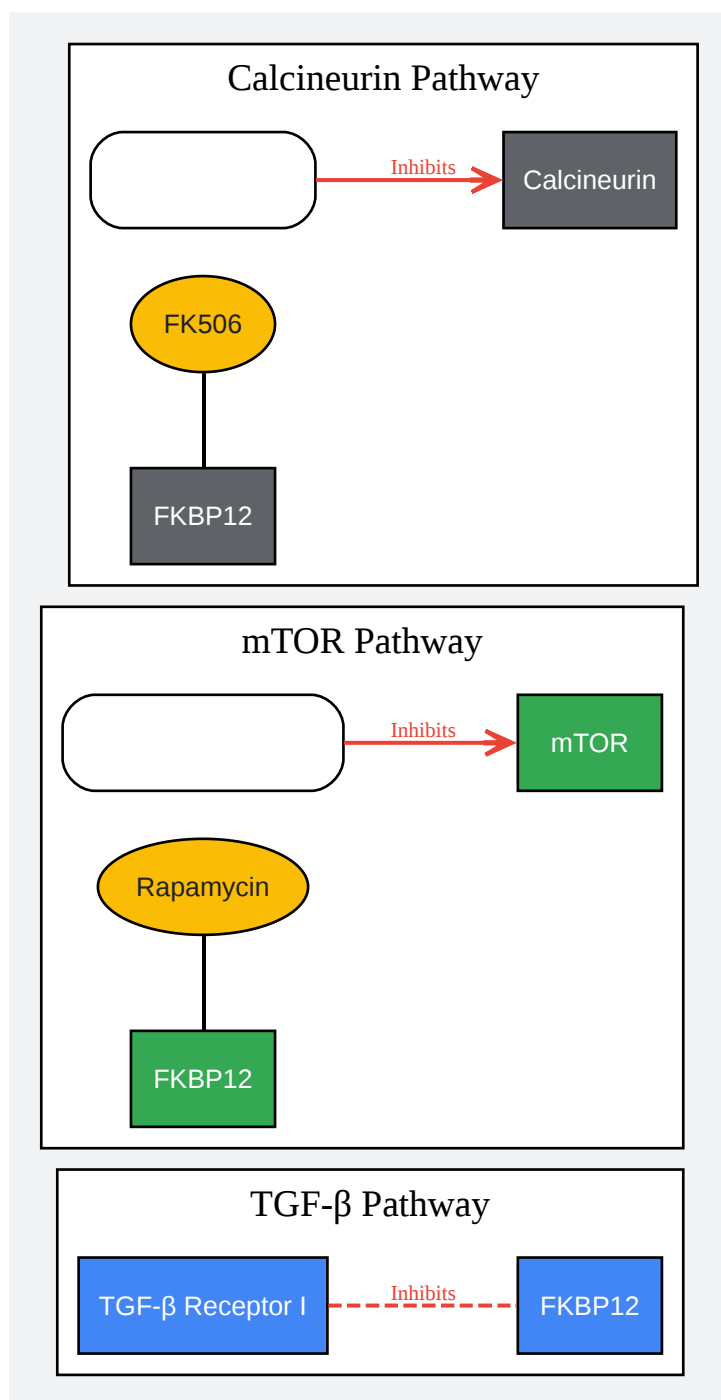 Calcineurin Pathway
Inhibits
Calcineurin
FK506
FKBP12
mTOR Pathway
Inhibits
mTOR
Rapamycin
FKBP12
TGF-β Pathway
TGF-β Receptor I
Inhibits
FKBP12